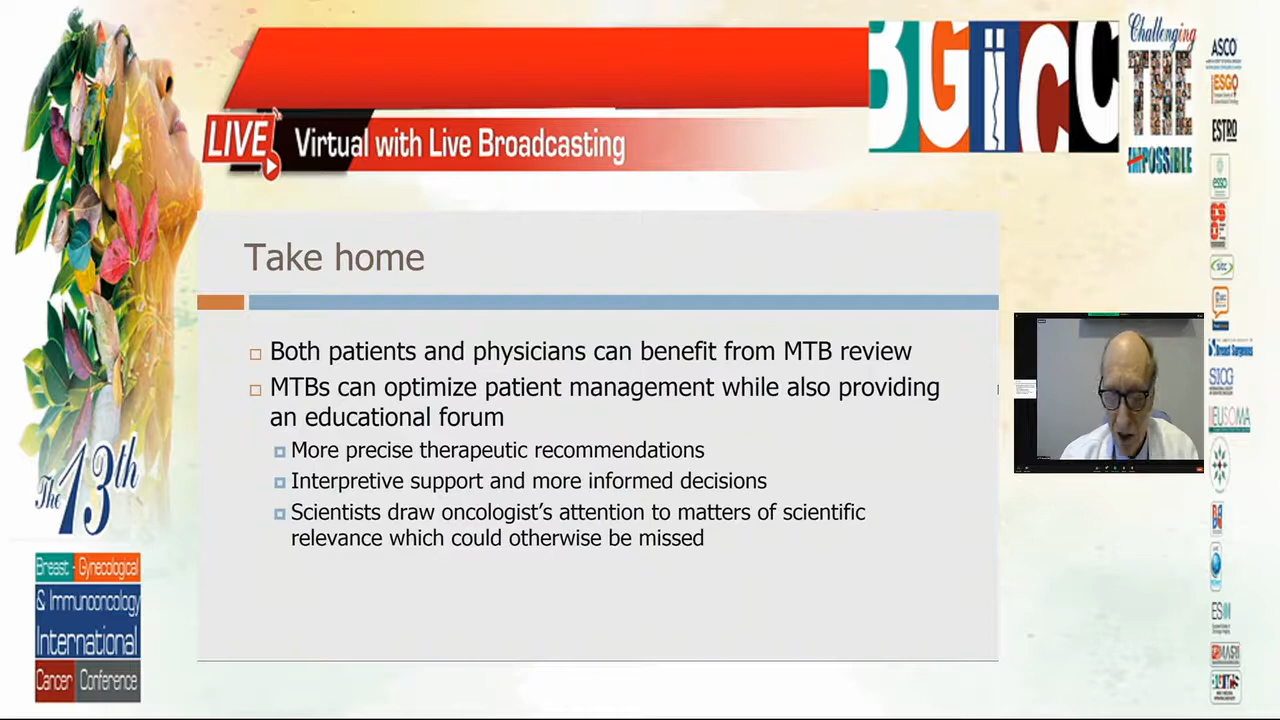 BGiCC
Challenging
THE
IMPOSSIBLE
LIVE
Virtual with Live Broadcasting
Take home
Both patients and physicians can benefit from MTB review
MTBs can optimize patient management while also providing
an educational forum
More precise therapeutic recommendations
Interpretive support and more informed decisions
Scientists draw oncologist's attention to matters of scientific
relevance which could otherwise be missed
The 13th
Breast - Gynecological
& Immunooncology
International
Cancer Conference
ASCO
ESGO
ESTRO
esso
SIS
EUSOMA